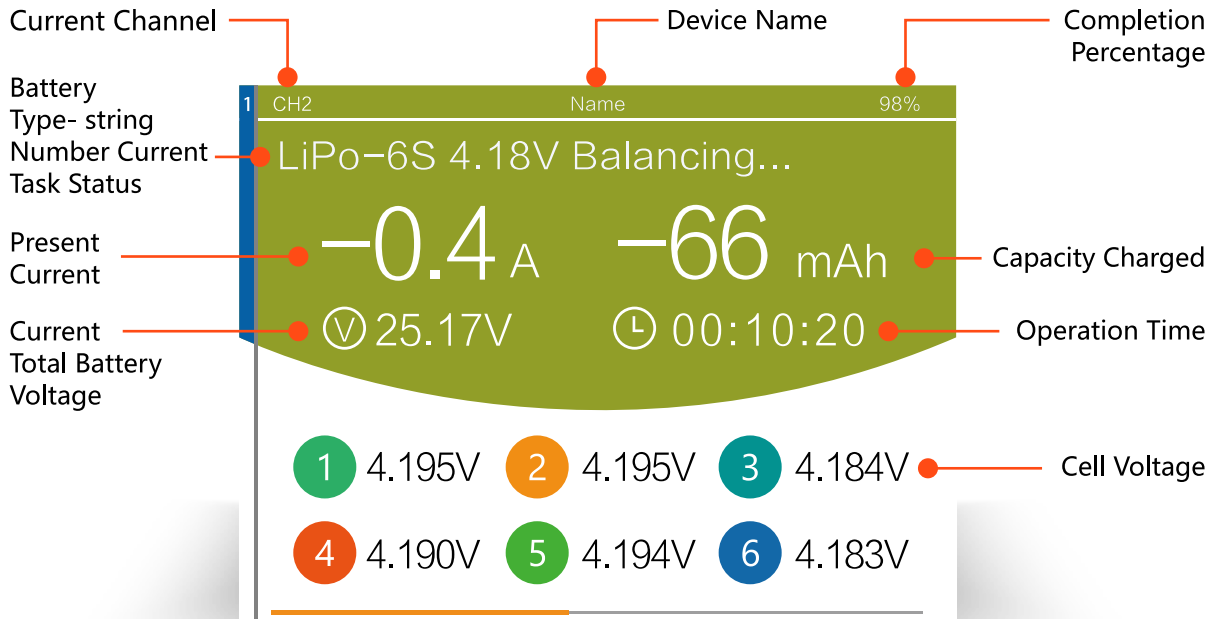 Current Channel
Device Name
Completion
Percentage
Battery
Type- string
Number Current
Task Status
1
CH2
Name
98%
LiPo-6S 4.18V Balancing...
Present
Current
-0.4 A
-66 mAh
Capacity Charged
Current
Total Battery
Voltage
V 25.17V
00:10:20
Operation Time
1 4.195V
2 4.195V
3 4.184V
Cell Voltage
4 4.190V
5 4.194V
6 4.183V